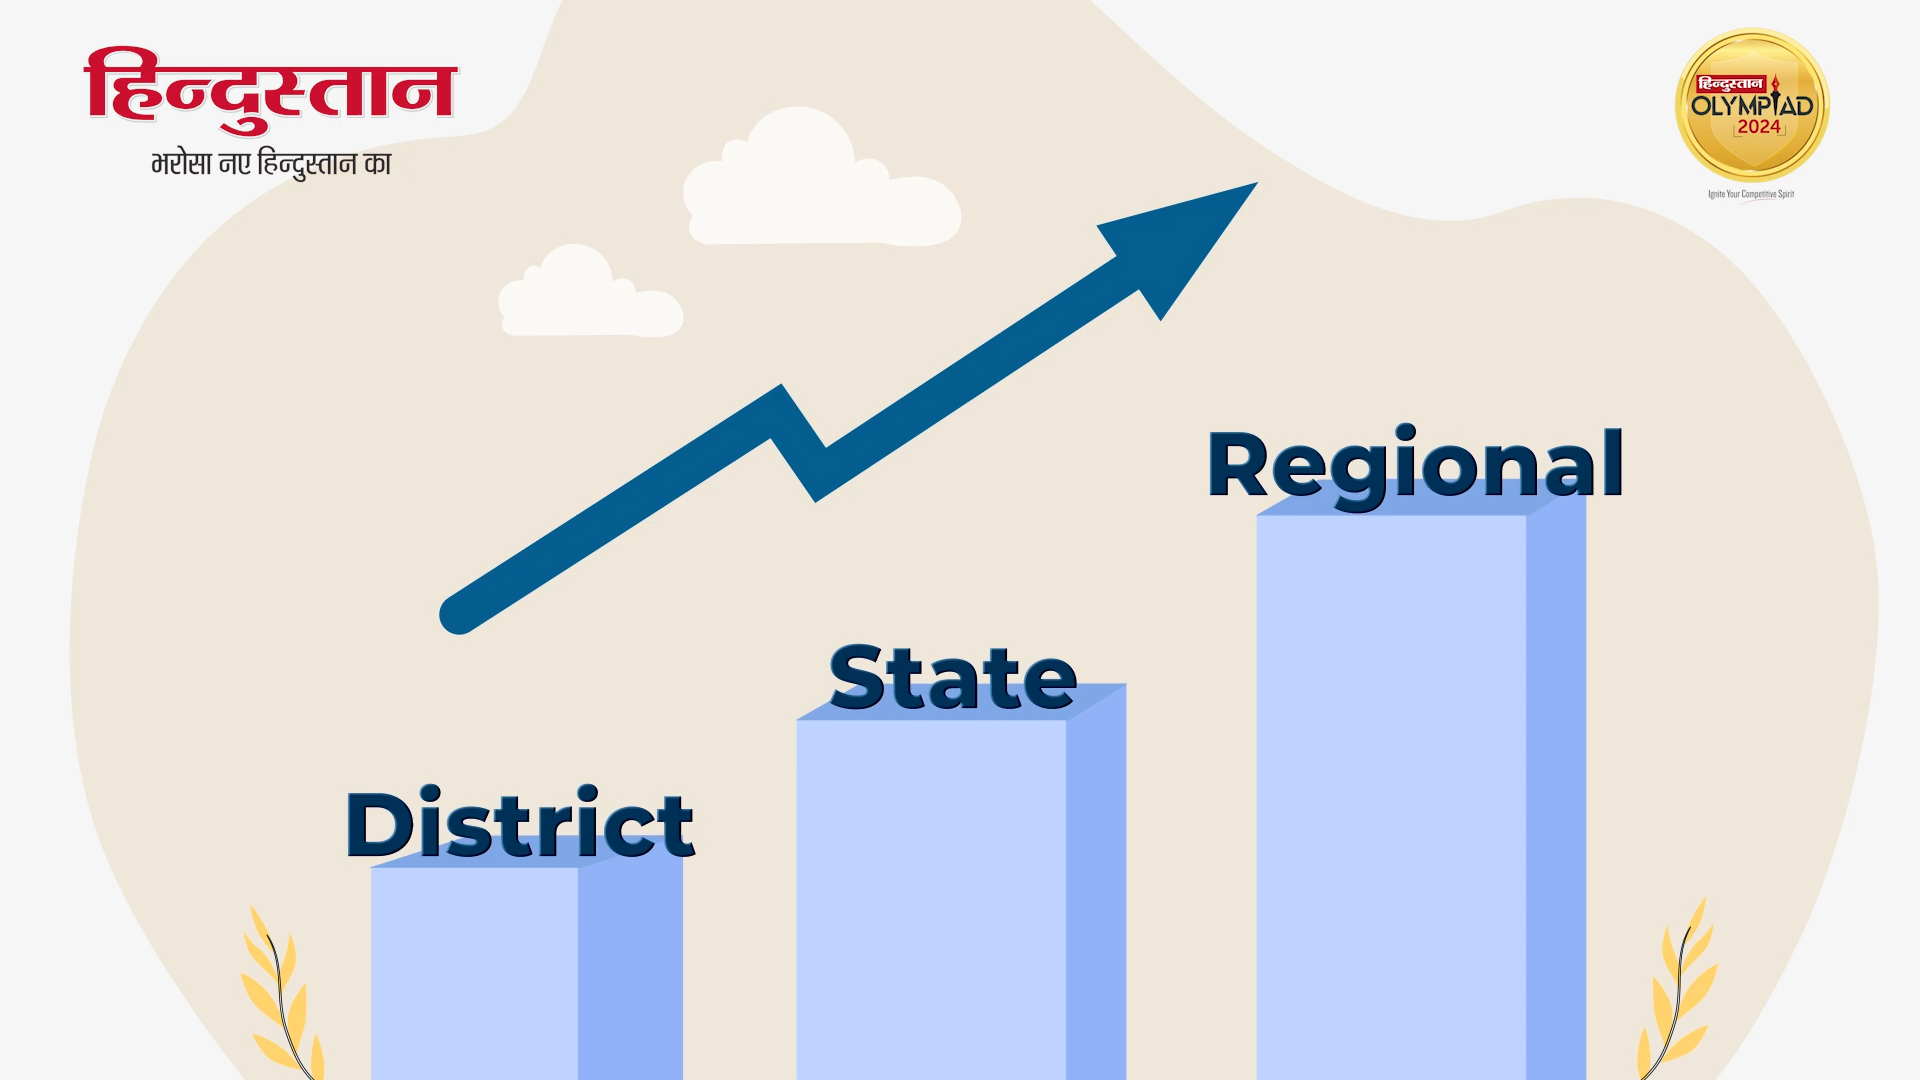 हिन्दुस्तान
भरोसा नए हिन्दुस्तान का
हिन्दुस्तान
OLYMPIAD
2024
Ignite Your Competitive Spirit
Regional
State
District